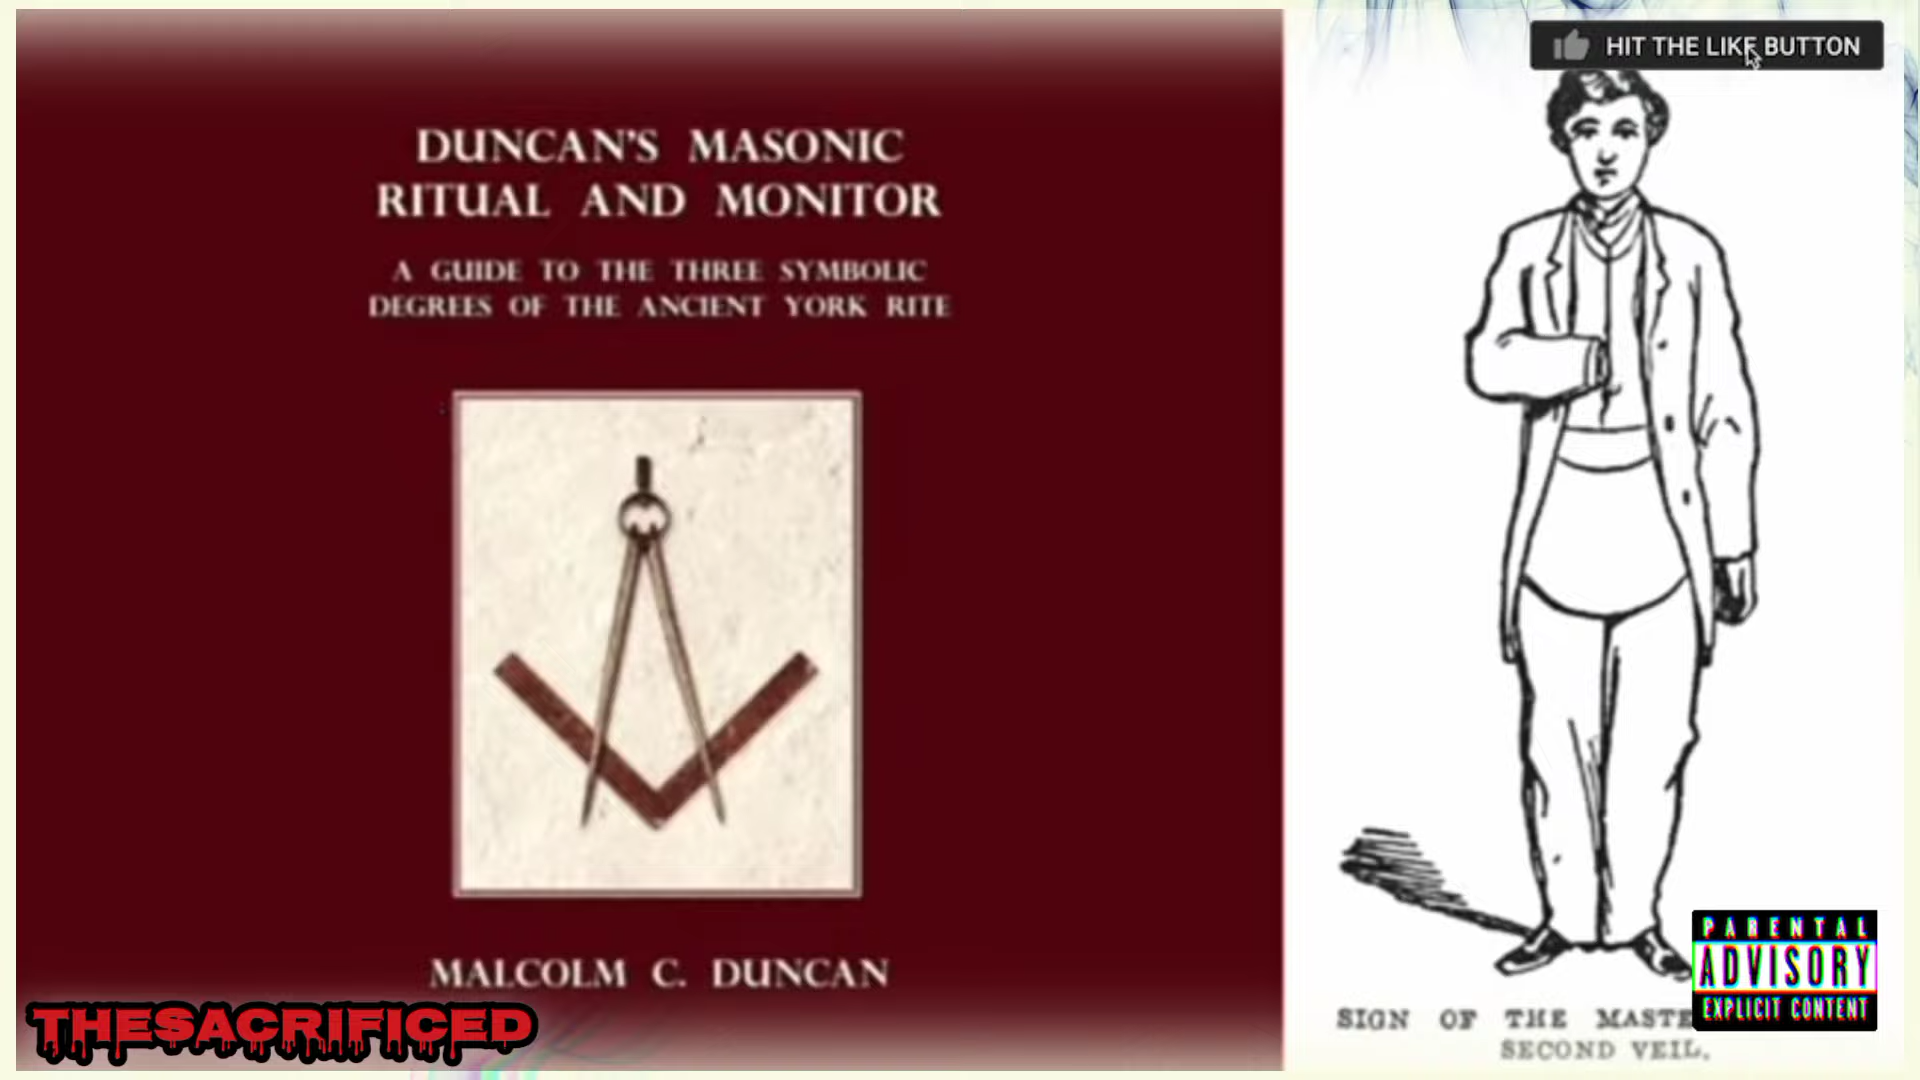 HIT THE LIKE BUTTON
DUNCAN'S MASONIC
RITUAL AND MONITOR
A GUIDE TO THE THREE SYMBOLIC
DEGREES OF THE ANCIENT YORK RITE
MALCOLM C. DUNCAN
THESACRIFICED
SIGN OF THE
SECOND VEIL.
PARENTAL
ADVISORY
EXPLICIT CONTENT